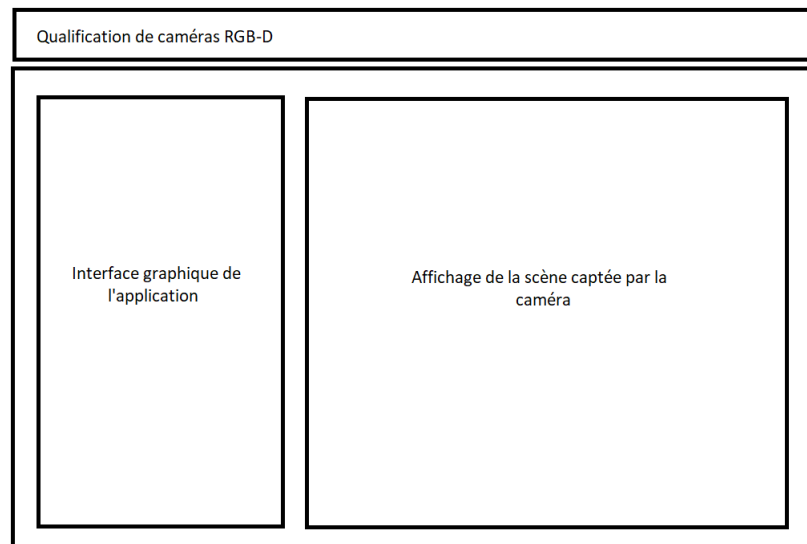 Qualification de caméras RGB-D
Interface graphique de
l'application
Affichage de la scène captée par la
caméra